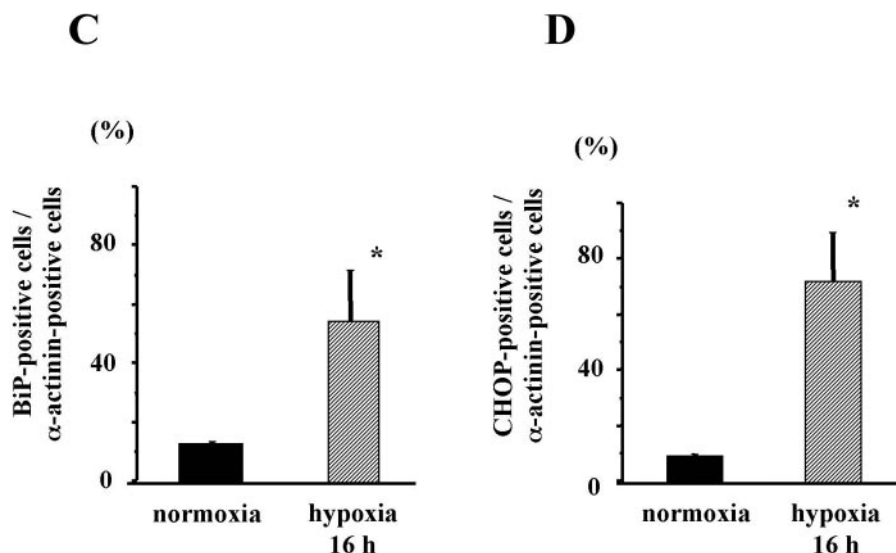 C
(%)
BiP-positive cells /
α-actinin-positive cells
80
40
0
*
normoxia
hypoxia
16 h
D
(%)
CHOP-positive cells /
α-actinin-positive cells
80
40
0
*
normoxia
hypoxia
16 h